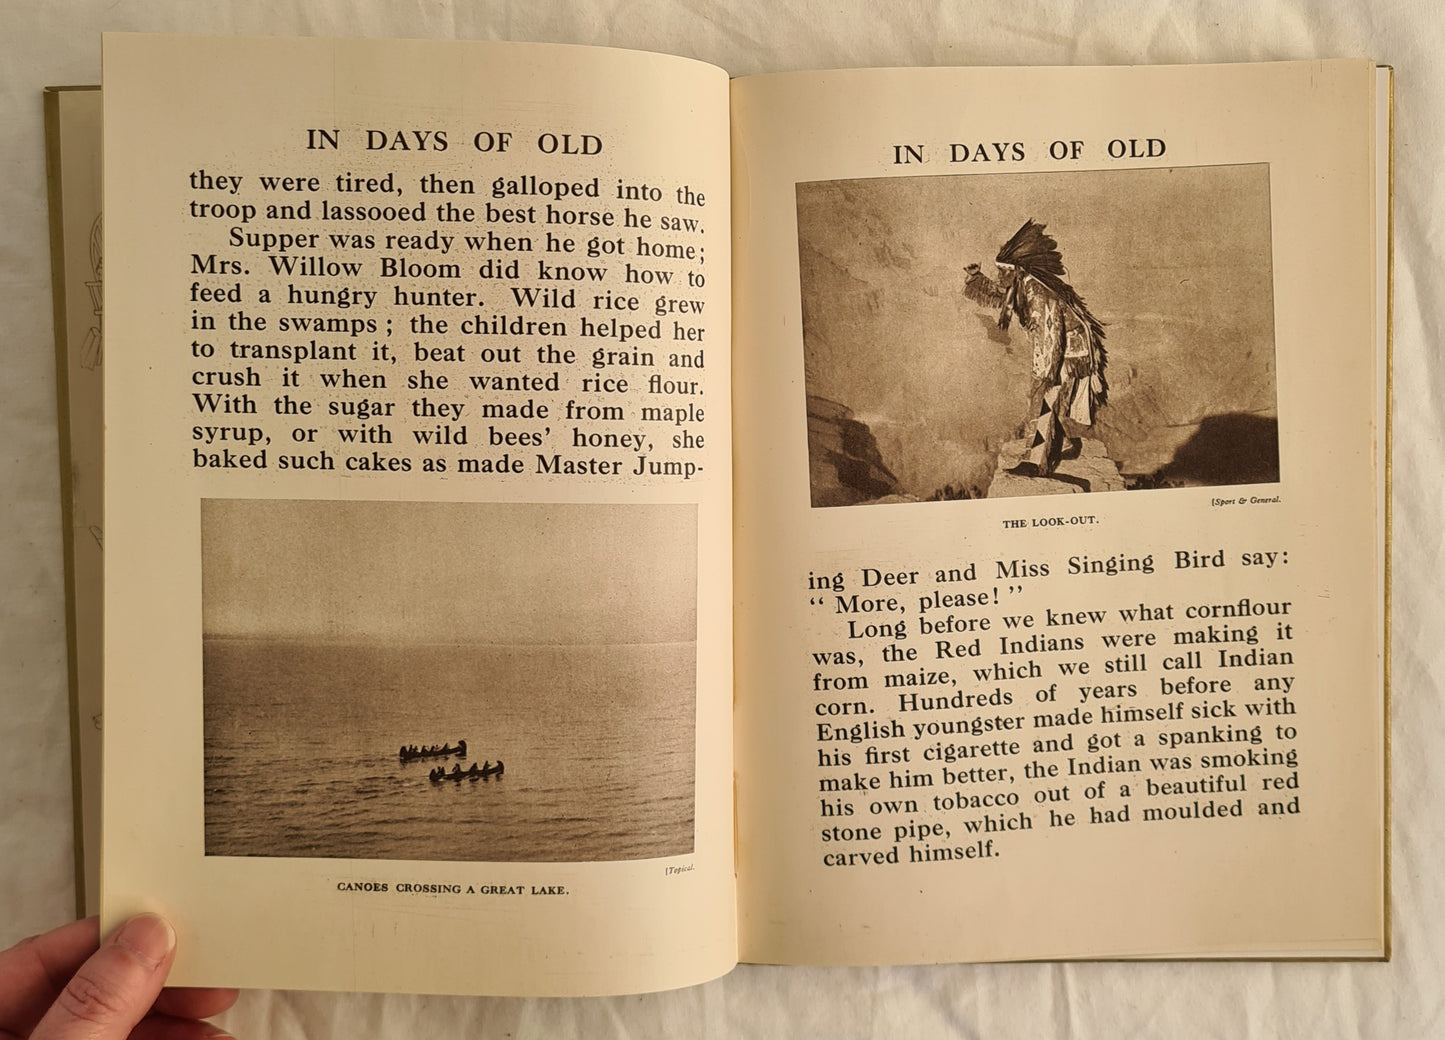 IN DAYS OF OLD
they were tired, then galloped into the
troop and lassooed the best horse he saw.
Supper was ready when he got home;
Mrs. Willow Bloom did know how to
feed a hungry hunter. Wild rice grew
in the swamps; the children helped her
to transplant it, beat out the grain and
crush it when she wanted rice flour.
With the sugar they made from maple
syrup, or with wild bees' honey, she
baked such cakes as made Master Jump-
[Topical.
CANOES CROSSING A GREAT LAKE.
IN DAYS OF OLD
[Sport & General.
THE LOOK-OUT.
ing Deer and Miss Singing Bird say:
“ More, please! ”
Long before we knew what cornflour
was, the Red Indians were making it
from maize, which we still call Indian
corn. Hundreds of years before any
English youngster made himself sick with
his first cigarette and got a spanking to
make him better, the Indian was smoking
his own tobacco out of a beautiful red
stone pipe, which he had moulded and
carved himself.